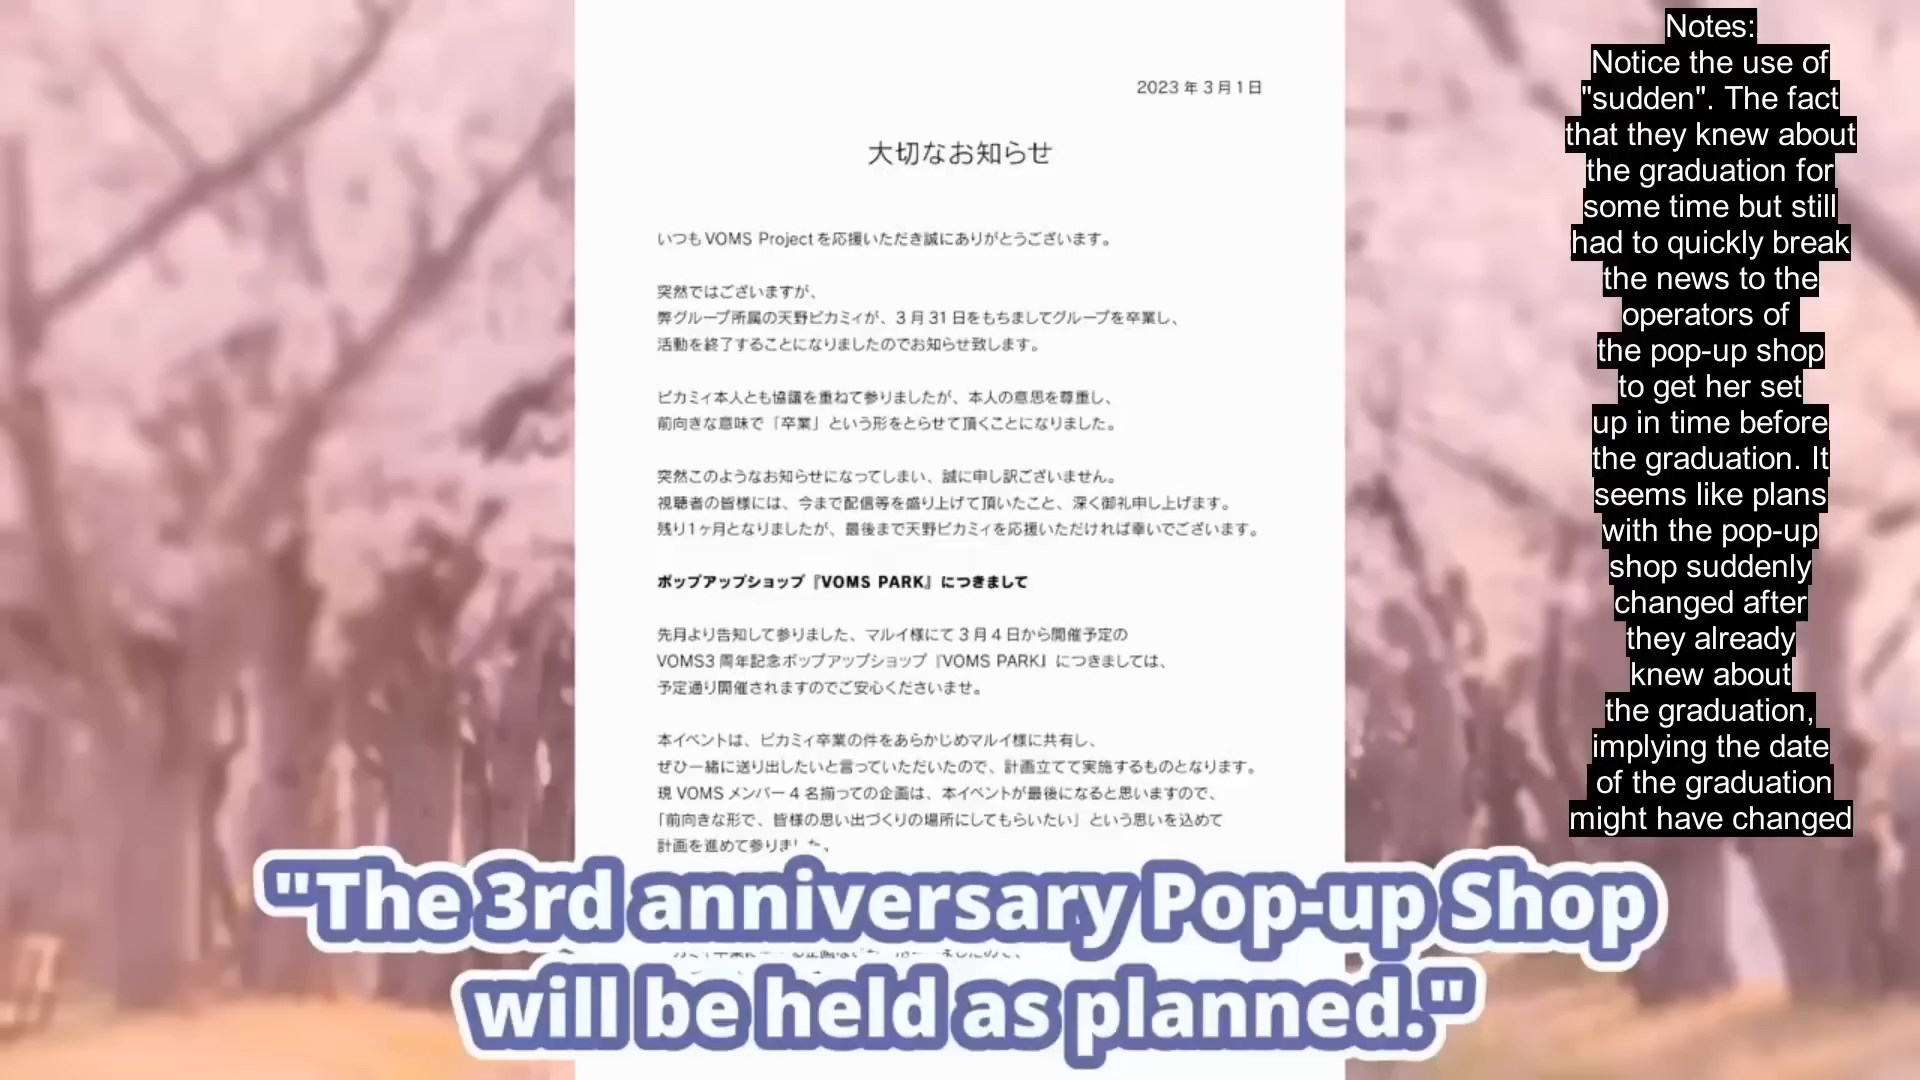 2023年3月1日
大切なお知らせ
いつもVOMS Projectを応援いただき誠にありがとうございます。
突然ではございますが、
弊グループ所属の天野ピカミィが、3月31日をもちましてグループを卒業し、
活動を終了することになりましたのでお知らせ致します。
ピカミィ本人とも協議を重ねて参りましたが、本人の意思を尊重し、
前向きな意味で「卒業」という形をとらせて頂くことになりました。
突然このようなお知らせになってしまい、誠に申し訳ございません。
視聴者の皆様には、今まで配信等を盛り上げて頂いたこと、深く御礼申し上げます。
残り1ヶ月となりましたが、最後まで天野ピカミィを応援いただければ幸いでございます。
ポップアップショップ『VOMS PARK』につきまして
先月より告知して参りました、マルイ様にて3月4日から開催予定の
VOMS3周年記念ポップアップショップ『VOMS PARK』につきましては、
予定通り開催されますのでご安心くださいませ。
本イベントは、ピカミィ卒業の件をあらかじめマルイ様に共有し、
ぜひ一緒に送り出したいと言っていただいたので、計画立てて実施するものとなります。
現VOMSメンバー4名揃っての企画は、本イベントが最後になると思いますので、
「前向きな形で、皆様の思い出づくりの場所にしてもらいたい」という思いを込めて
計画を進めて参りました。
"The 3rd anniversary Pop-up Shop
will be held as planned."
Notes:
Notice the use of
"sudden". The fact
that they knew about
the graduation for
some time but still
had to quickly break
the news to the
operators of
the pop-up shop
to get her set
up in time before
the graduation. It
seems like plans
with the pop-up
shop suddenly
changed after
they already
knew about
the graduation,
implying the date
of the graduation
might have changed